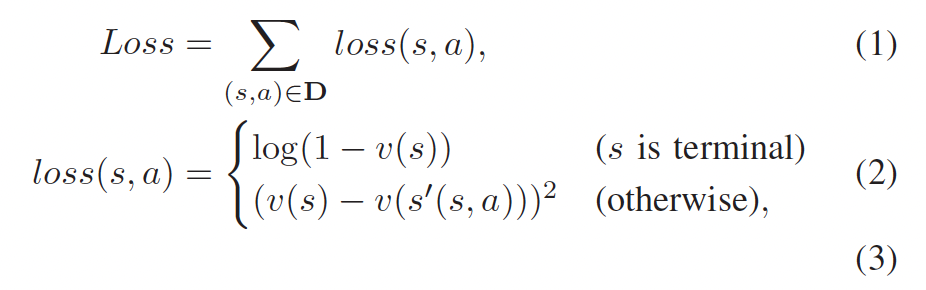 Loss = ∑_{(s,a)∈𝐃} loss(s, a), (1)
loss(s, a) = { log(1 − v(s)) (s is terminal)
(v(s) − v(s′(s, a)))² (otherwise), (2)
(3)